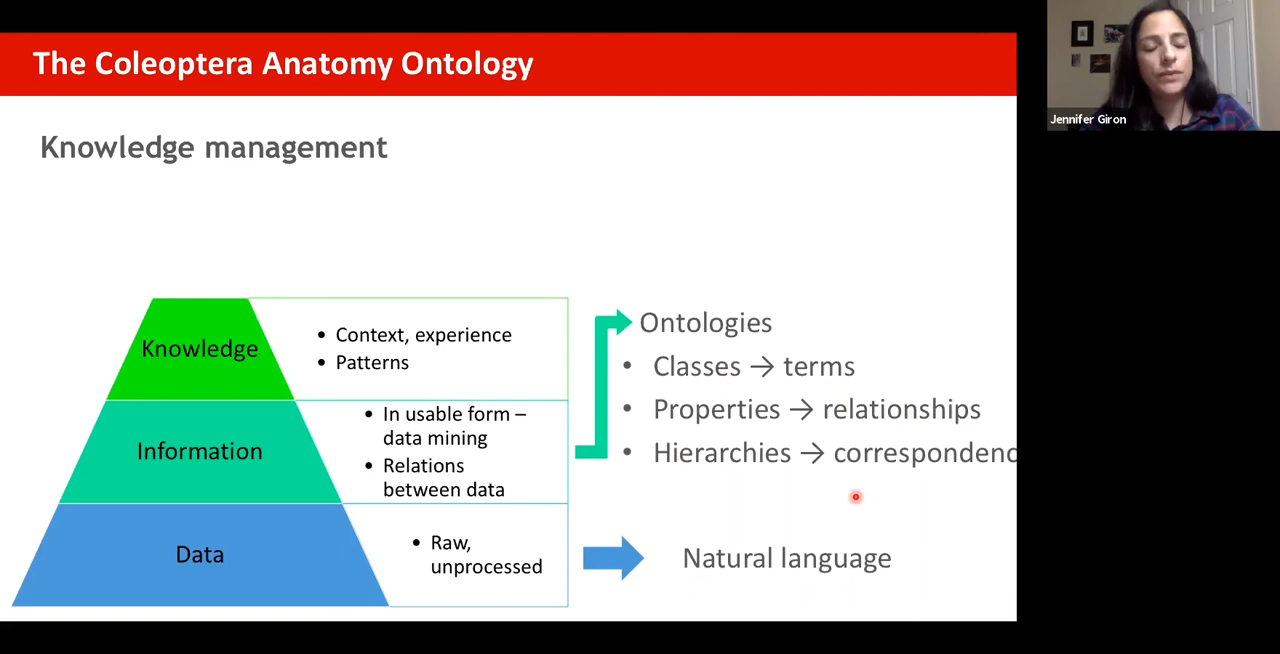 The Coleoptera Anatomy Ontology
Jennifer Giron
Knowledge management
Knowledge
• Context, experience
• Patterns
Information
• In usable form –
data mining
• Relations
between data
Data
• Raw,
unprocessed
Ontologies
• Classes → terms
• Properties → relationships
• Hierarchies → correspondenc
Natural language